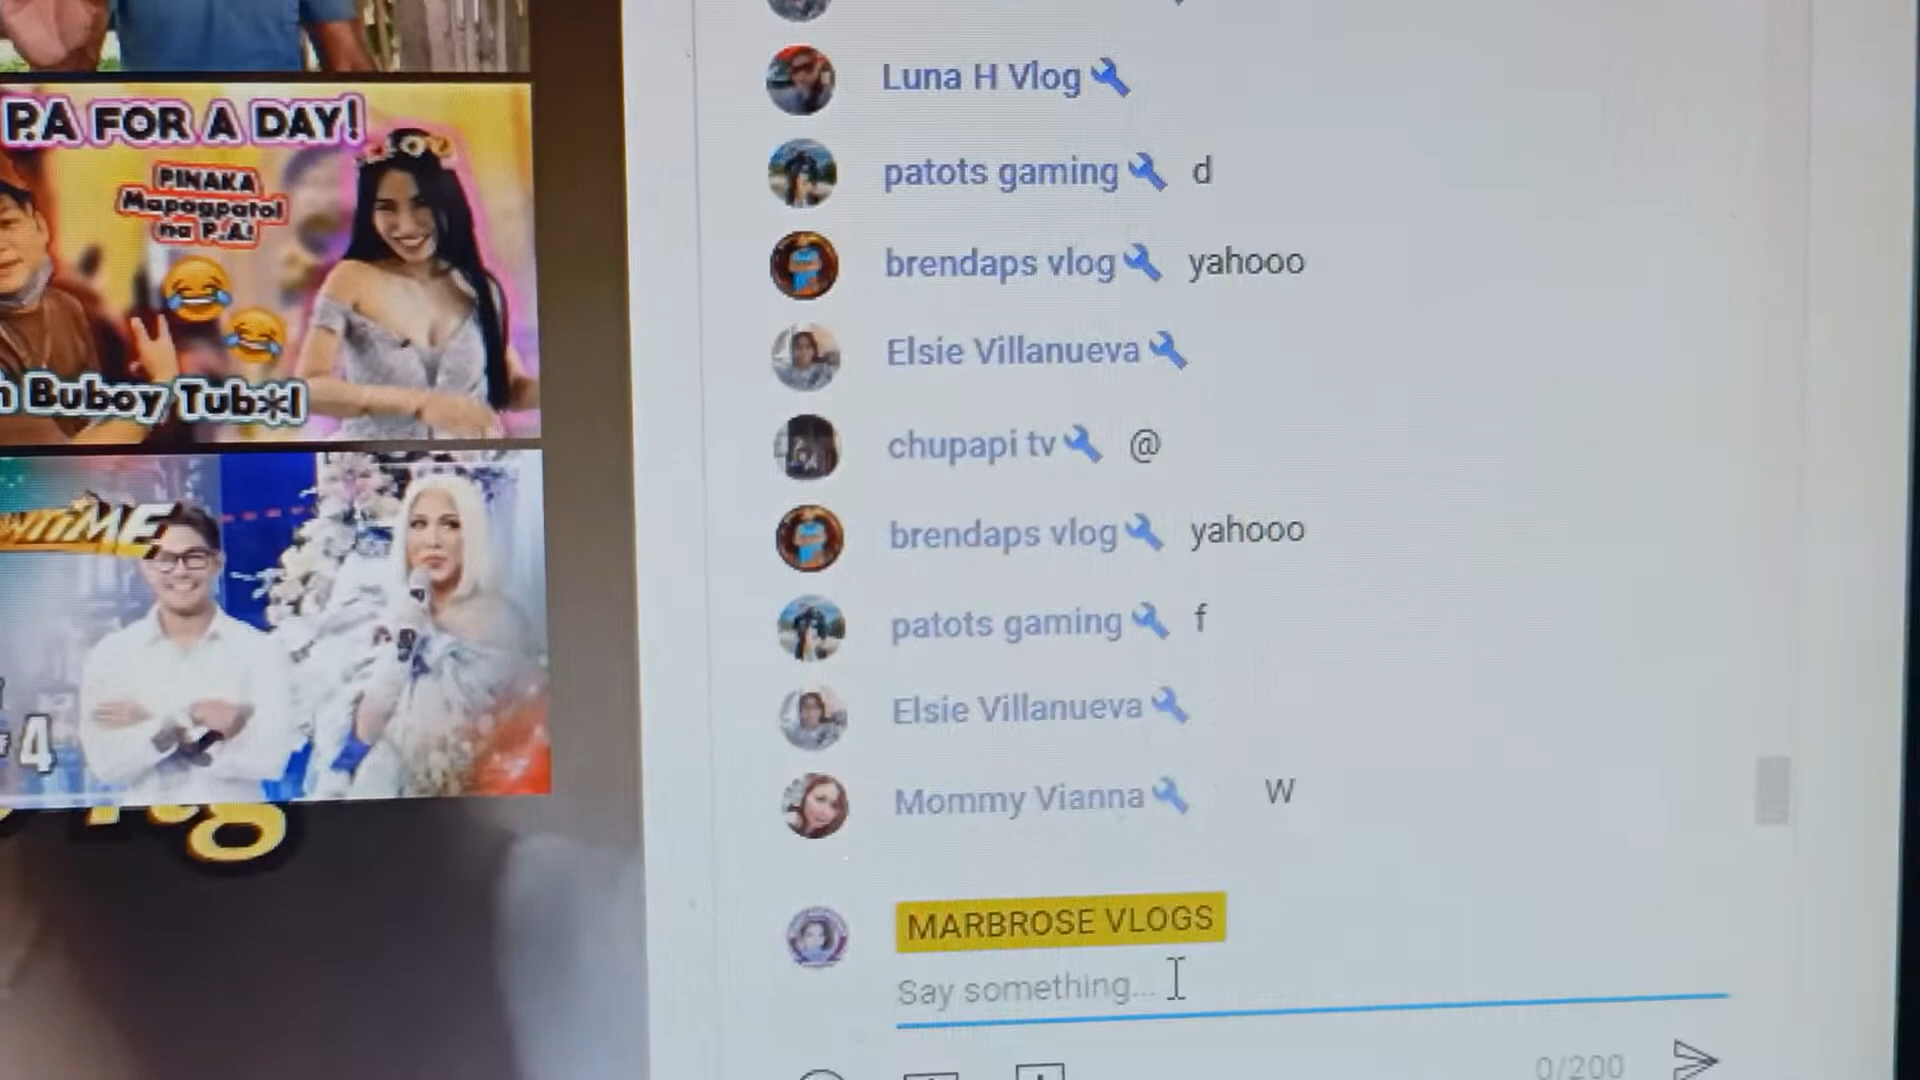 P.A FOR A DAY!
PINAKA
Mapagpatol
na P.A!
Buboy Tub*l
4
Luna H Vlog
patots gaming d
brendaps vlog yahooo
Elsie Villanueva
chupapi tv @
brendaps vlog yahooo
patots gaming f
Elsie Villanueva
Mommy Vianna W
MARBROSE VLOGS
Say something...
0/200